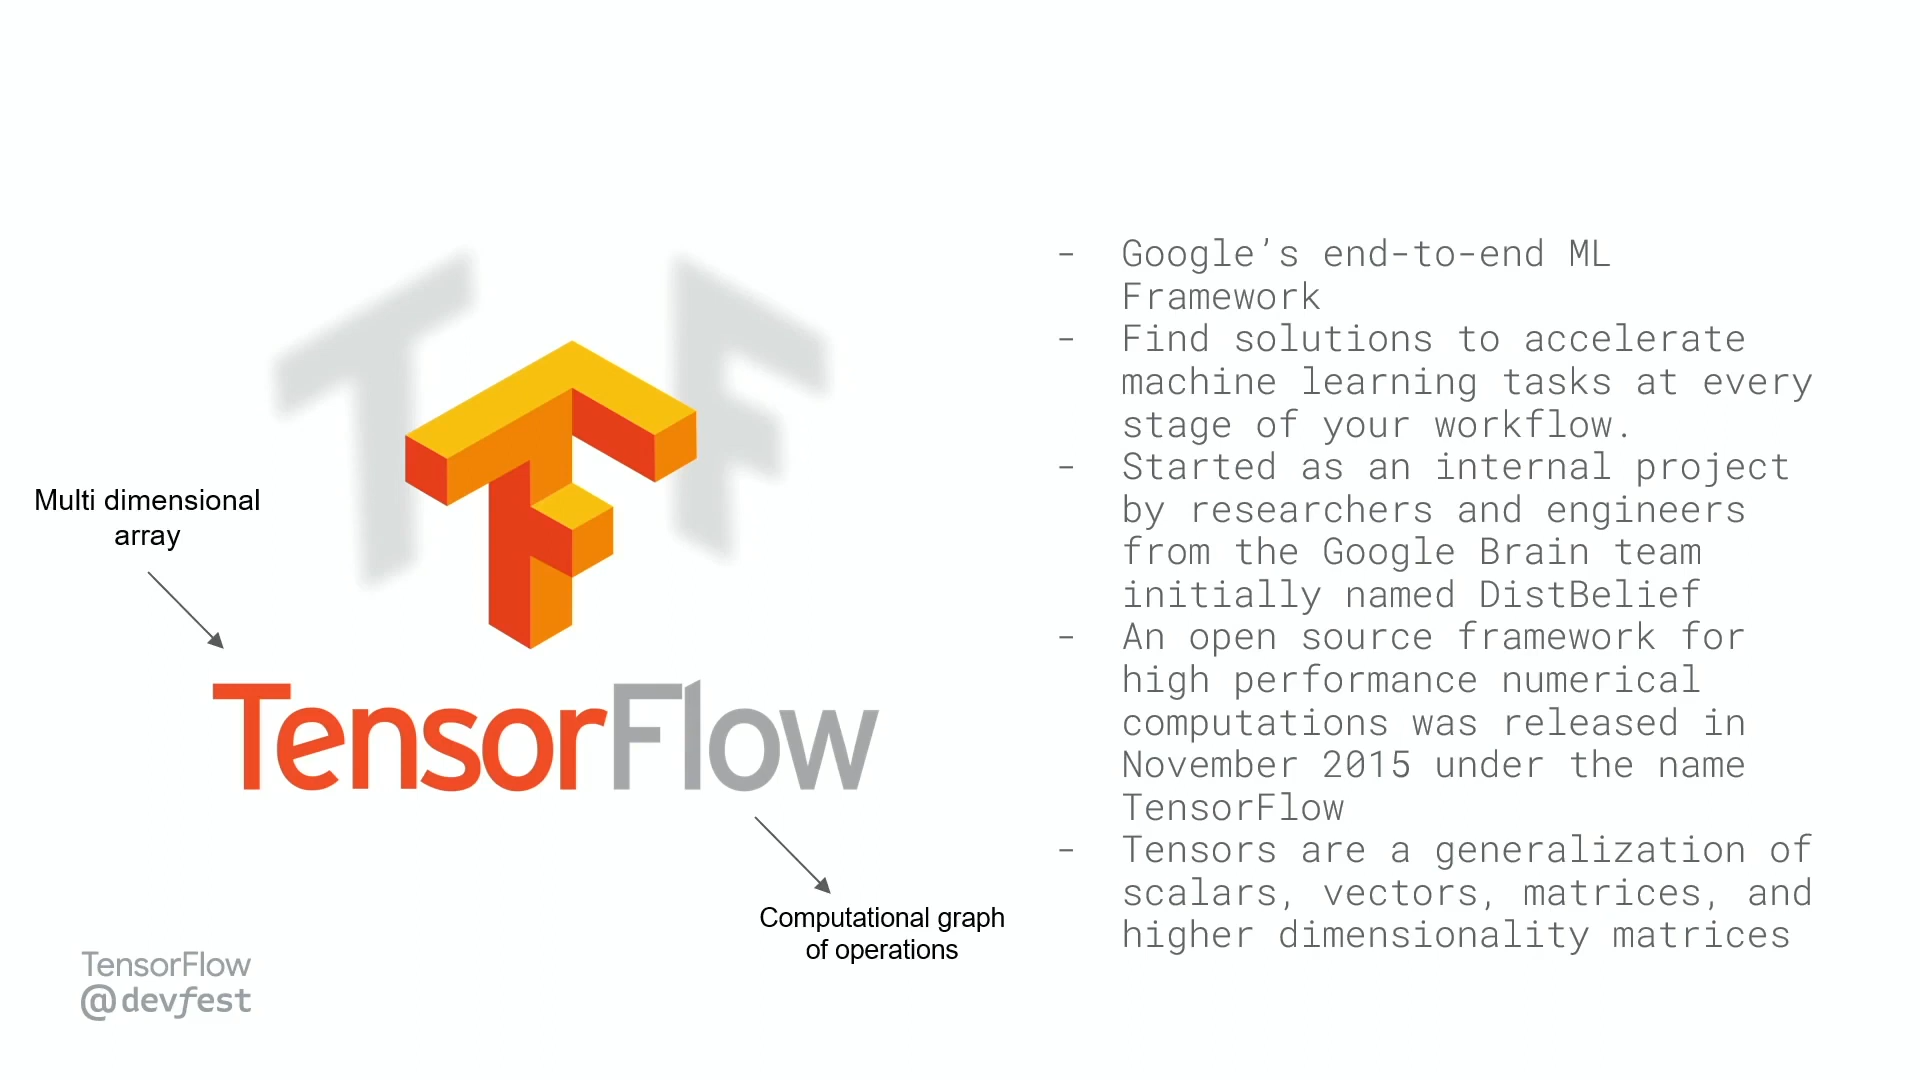 Multi dimensional
array
TensorFlow
Computational graph
of operations
TensorFlow
@devfest
- Google’s end-to-end ML
Framework
- Find solutions to accelerate
machine learning tasks at every
stage of your workflow.
- Started as an internal project
by researchers and engineers
from the Google Brain team
initially named DistBelief
- An open source framework for
high performance numerical
computations was released in
November 2015 under the name
TensorFlow
- Tensors are a generalization of
scalars, vectors, matrices, and
higher dimensionality matrices